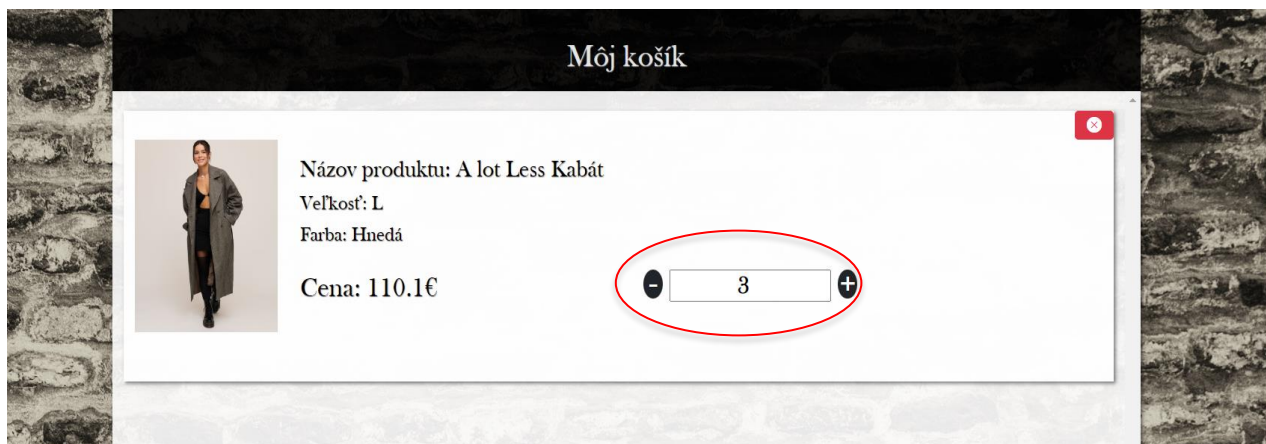 Môj košík
Názov produktu: A lot Less Kabát
Veľkosť: L
Farba: Hnedá
Cena: 110.1€
- 3 +